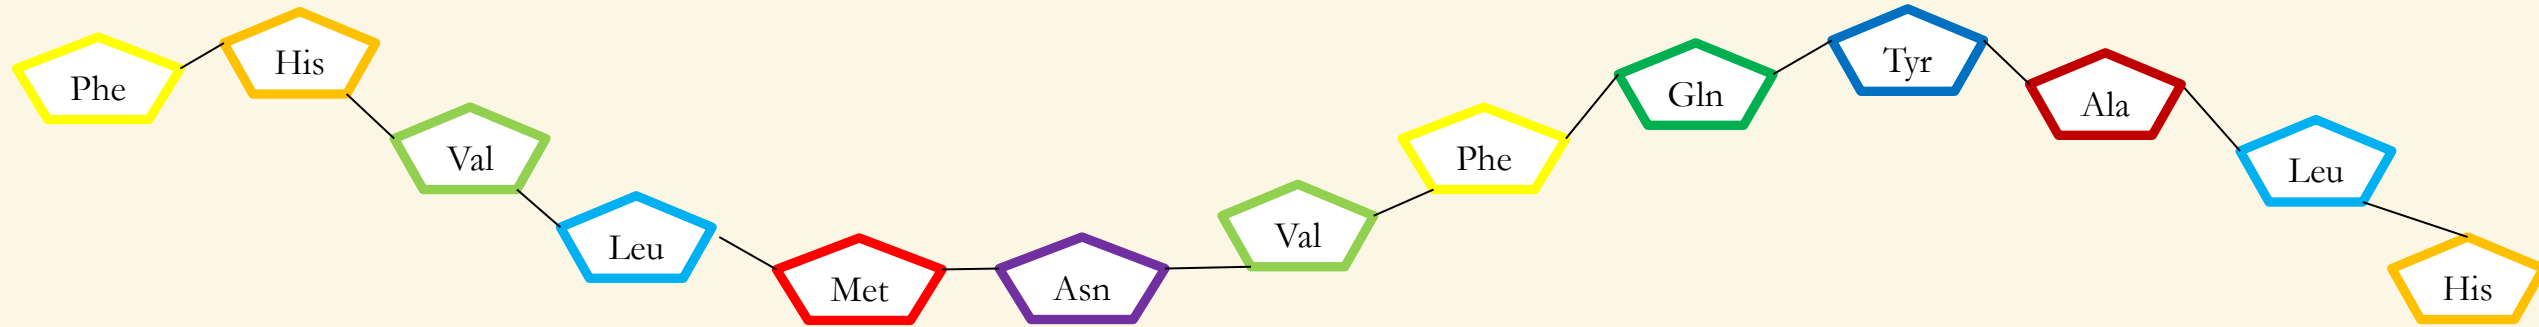 Phe
His
Val
Leu
Met
Asn
Val
Phe
Gln
Tyr
Ala
Leu
His